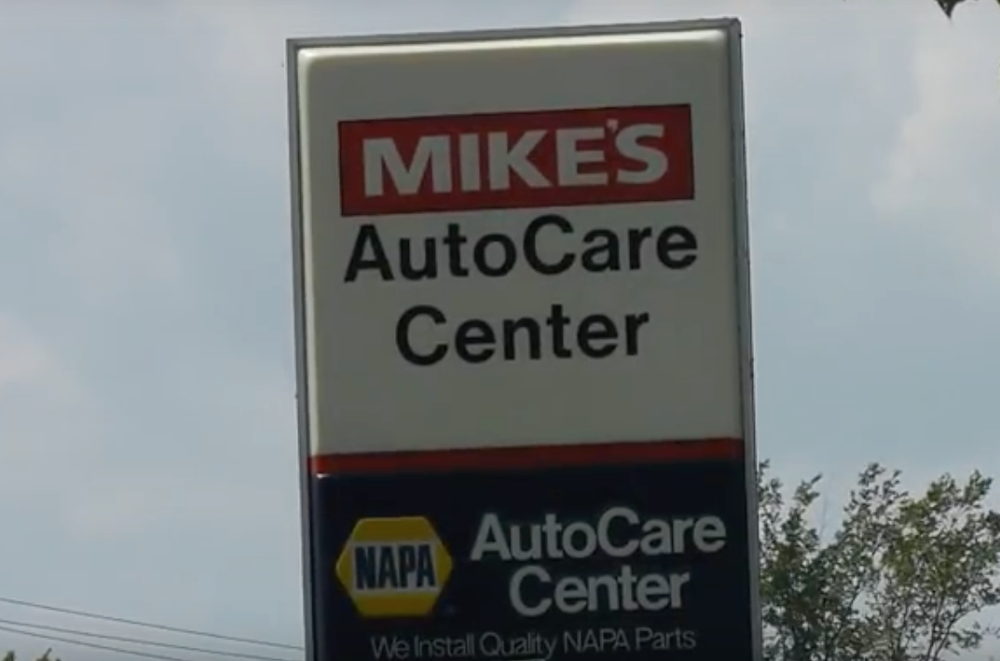 MIKE'S
AutoCare
Center
NAPA
AutoCare
Center
We Install Quality NAPA Parts